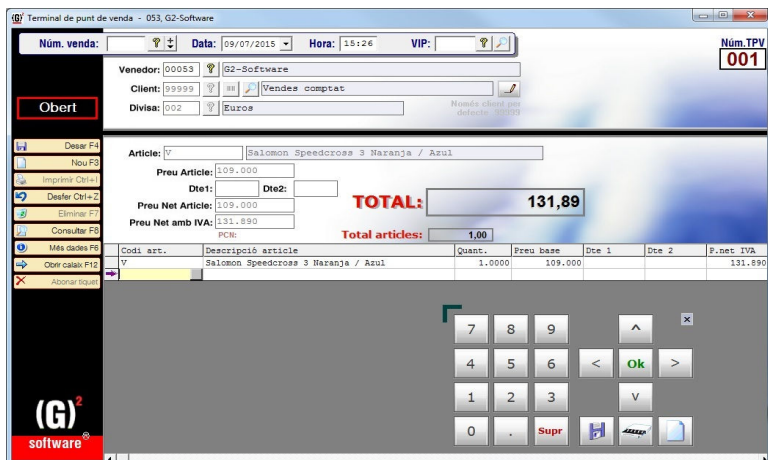 Terminal de punt de venda - 053, G2-Software
Núm. venda: Data: 09/07/2015 Hora: 15:26 VIP:
Núm.TPV
001
Venedor: 00053 G2-Software
Client: 99999 Vendes comptat
Divisa: 002 Euros
Només client per
defecte. 99999
Obert
Desar F4
Nou F3
Imprimir Ctrl+I
Desfer Ctrl+Z
Eliminar F7
Consultar F8
Més dades F6
Obrir calaix F12
Abonar tiquet
Article: V Salomon Speedcross 3 Naranja / Azul
Preu Article: 109.000
Dte1: Dte2:
Preu Net Article: 109.000
Preu Net amb IVA: 131.890
PCN:
TOTAL: 131,89
Total articles: 1,00
Codi art. Descripció article Quant. Preu base Dte 1 Dte 2 P.net IVA
V Salomon Speedcross 3 Naranja / Azul 1.0000 109.000 131.890
7 8 9 ^ x
4 5 6 < Ok >
1 2 3 v
0 . Supr
(G)²
software®